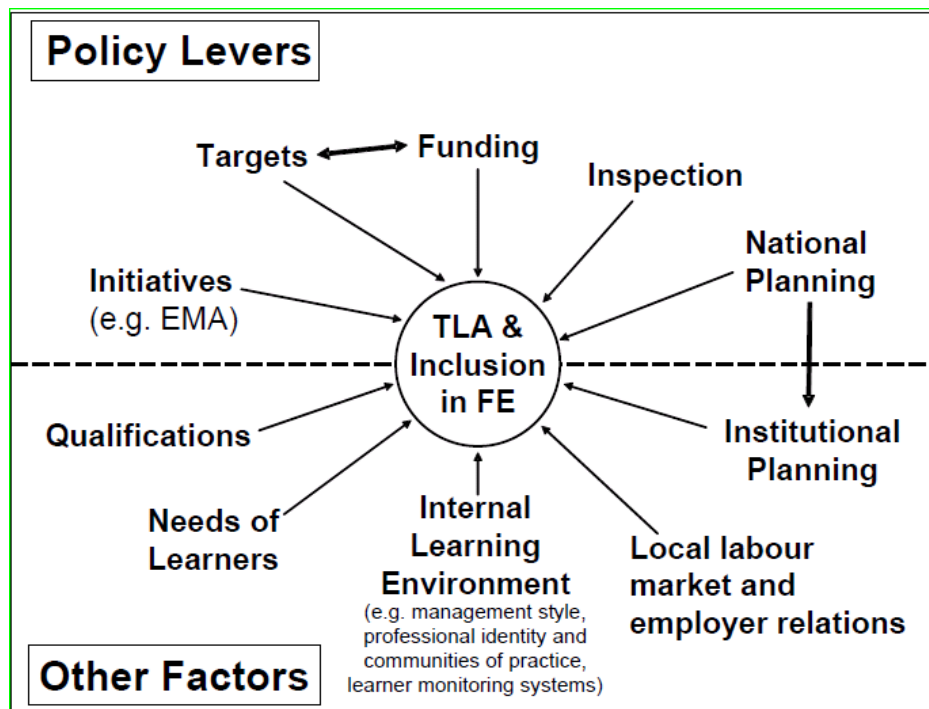 Policy Levers
Targets
Funding
Inspection
National
Planning
Initiatives
(e.g. EMA)
TLA &
Inclusion
in FE
Qualifications
Institutional
Planning
Needs of
Learners
Internal
Learning
Environment
(e.g. management style,
professional identity and
communities of practice,
learner monitoring systems)
Local labour
market and
employer relations
Other Factors